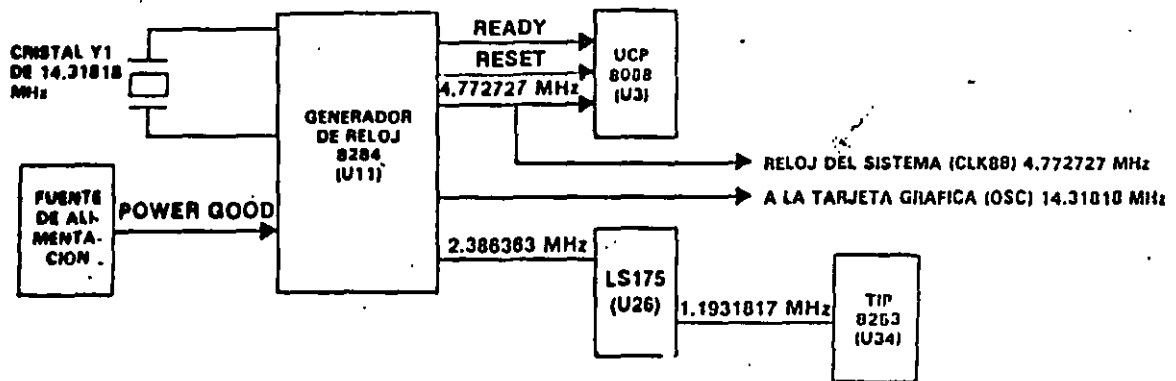 CRISTAL Y1
DE 14.31818
MHz
FUENTE
DE ALI-
MENTA-
CION
POWER GOOD
GENERADOR
DE RELOJ
8284
(U11)
READY
RESET
4.772727 MHz
UCP
8088
(U3)
RELOJ DEL SISTEMA (CLK88) 4.772727 MHz
A LA TARJETA GRAFICA (OSC) 14.31818 MHz
2.386363 MHz
LS175
(U26)
1.1931817 MHz
TIP
8253
(U34)